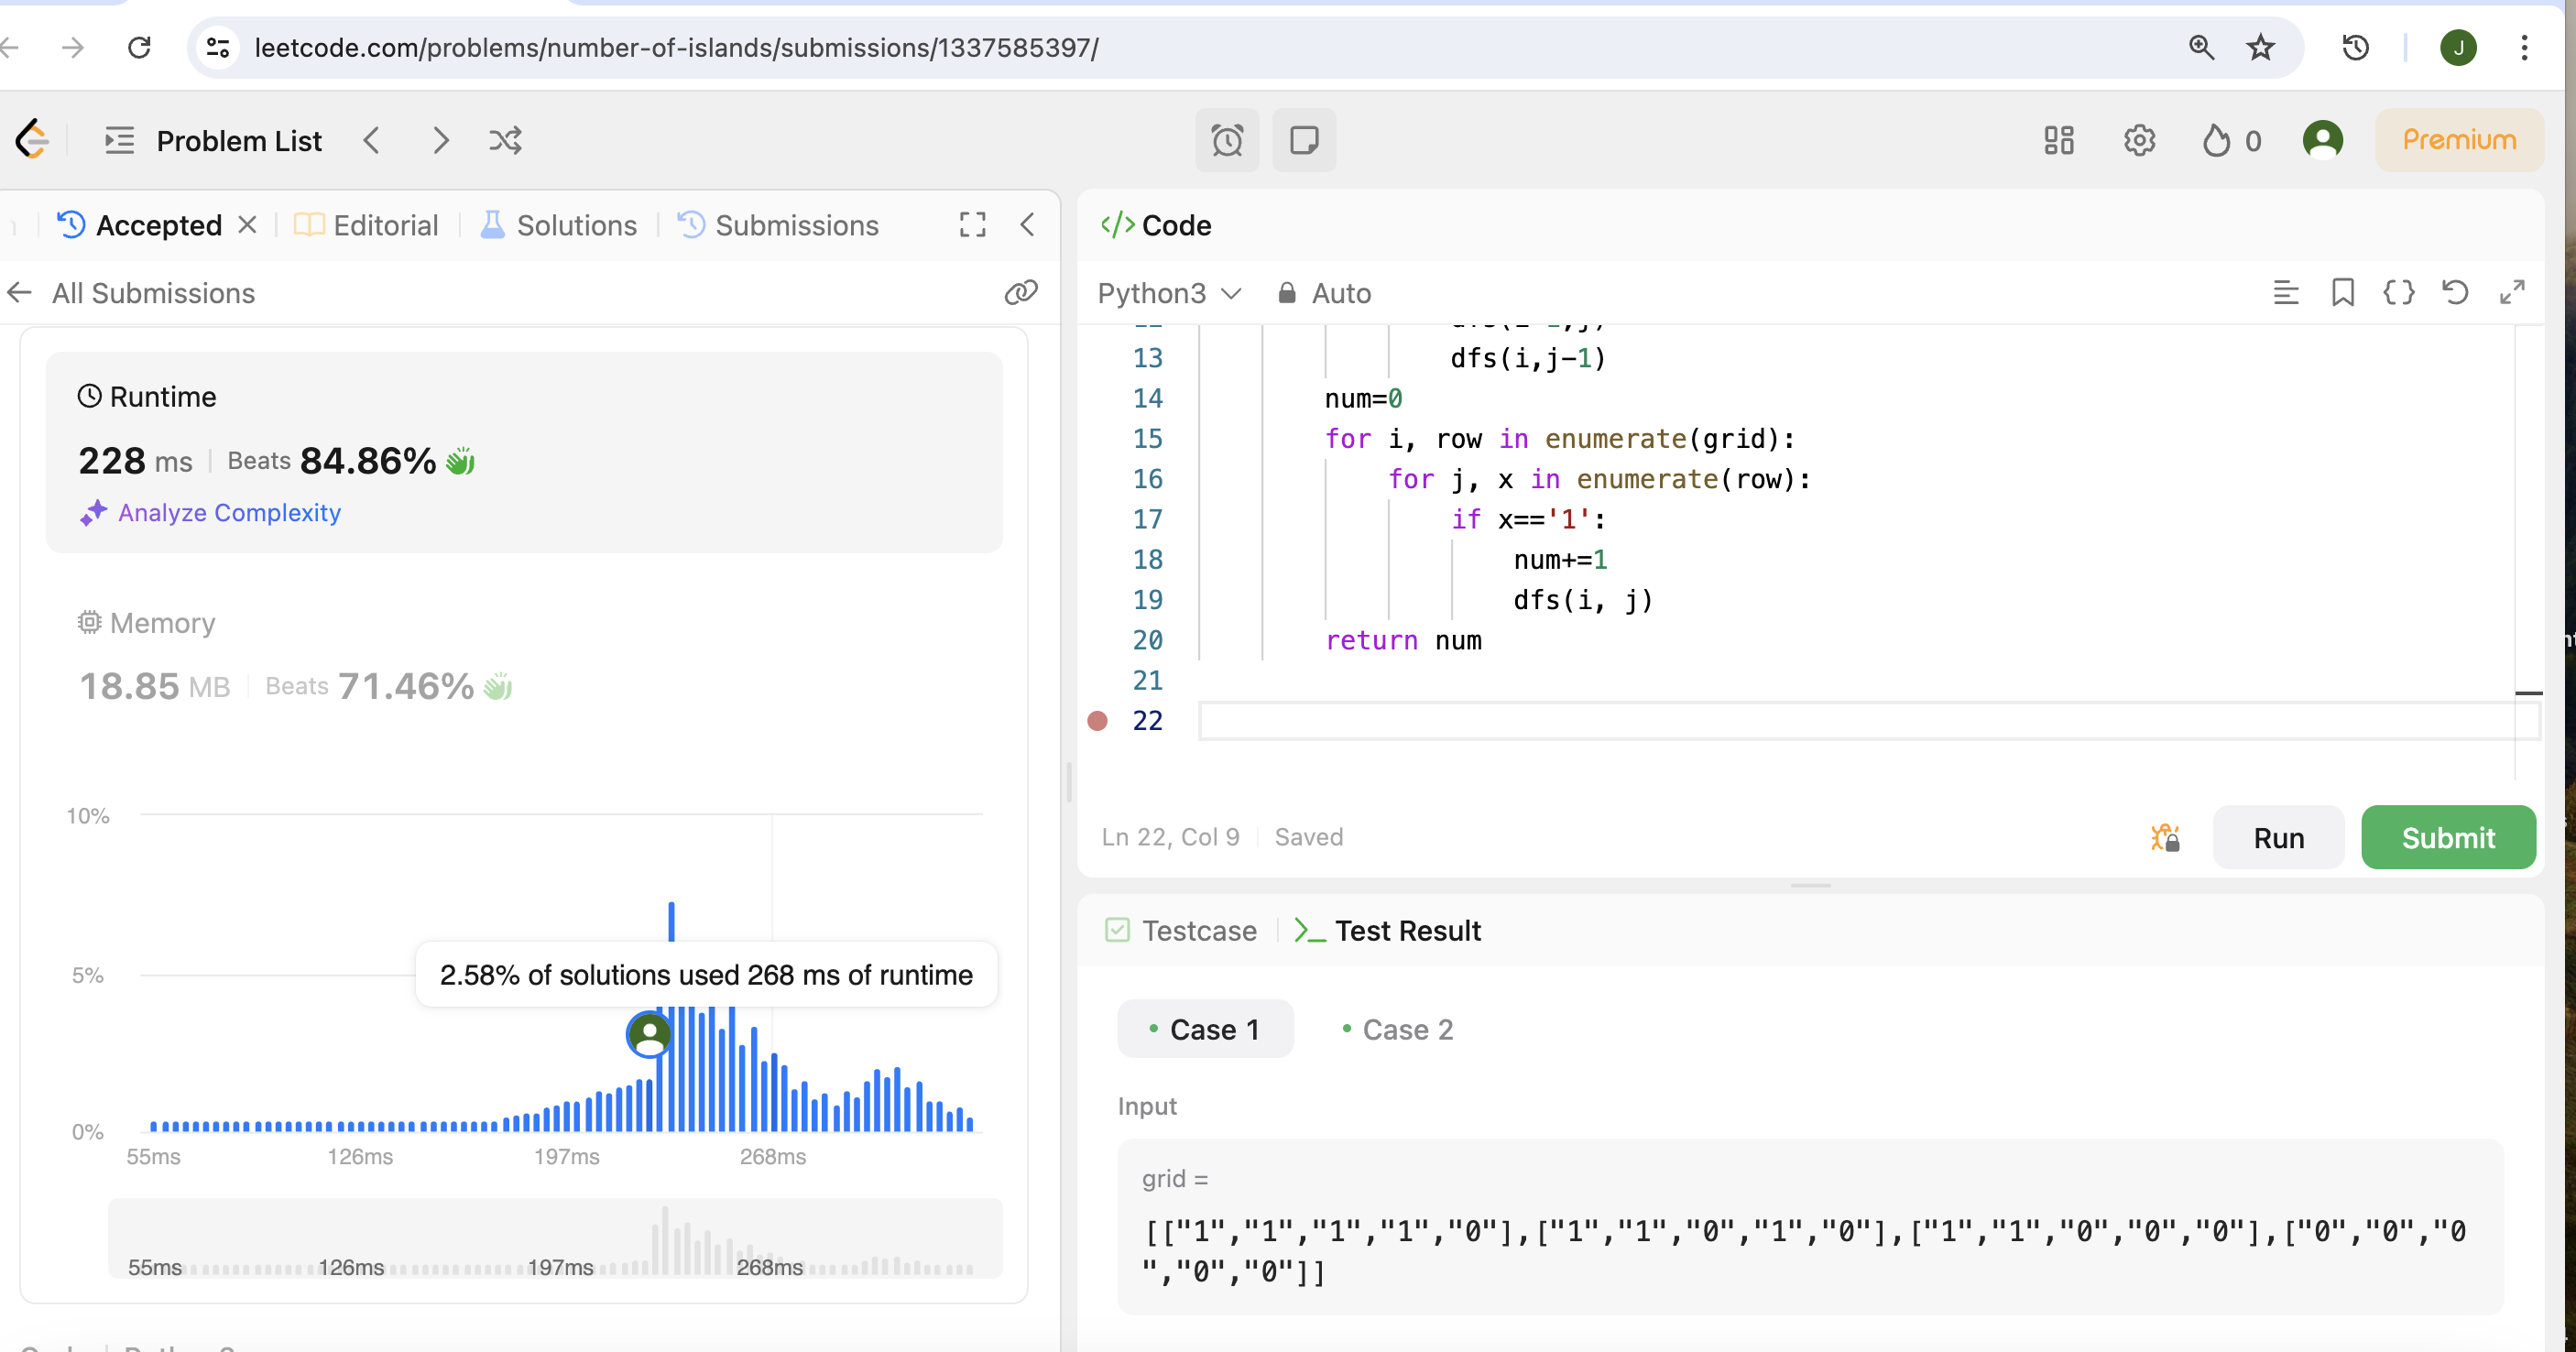 leetcode.com/problems/number-of-islands/submissions/1337585397/
J
Problem List
0
Premium
Accepted
Editorial
Solutions
Submissions
All Submissions
Runtime
228 ms
Beats 84.86%
Analyze Complexity
Memory
18.85 MB
Beats 71.46%
10%
5%
0%
2.58% of solutions used 268 ms of runtime
55ms 126ms 197ms 268ms
55ms 126ms 197ms 268ms
Code
Python3
Auto
13 dfs(i,j-1)
14 num=0
15 for i, row in enumerate(grid):
16 for j, x in enumerate(row):
17 if x=='1':
18 num+=1
19 dfs(i, j)
20 return num
21
22
Ln 22, Col 9
Saved
Run
Submit
Testcase
Test Result
Case 1
Case 2
Input
grid =
[["1","1","1","1","0"],["1","1","0","1","0"],["1","1","0","0","0"],["0","0","0
","0","0"]]